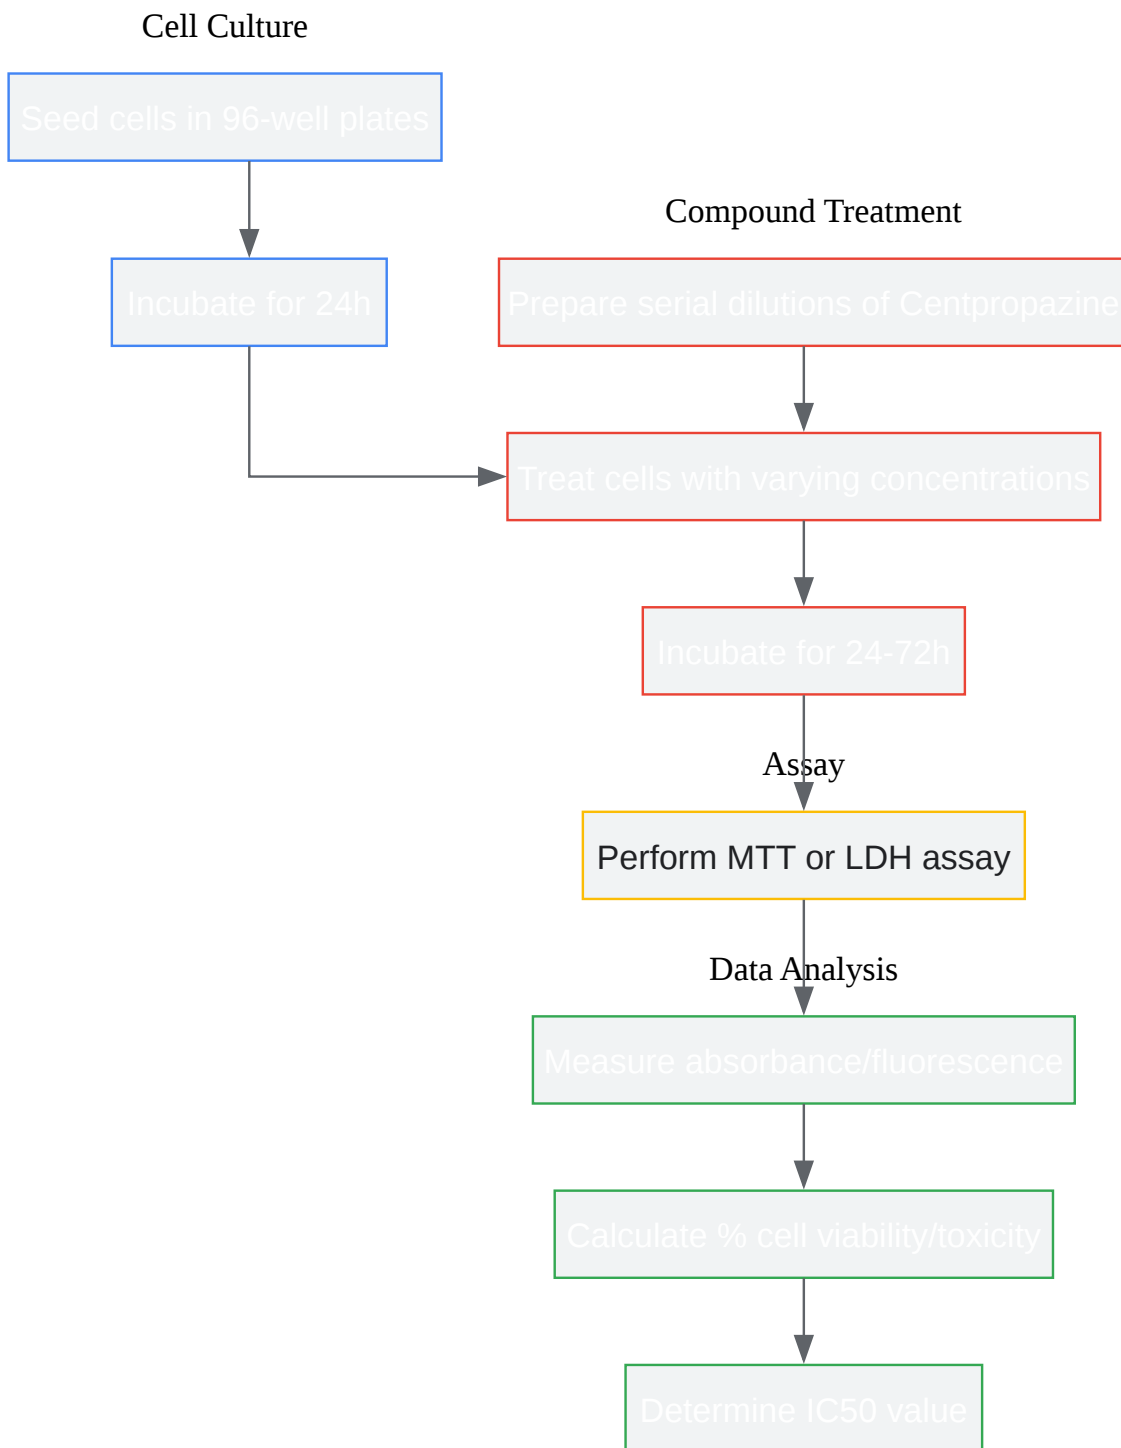 Cell Culture
Seed cells in 96-well plates
Incubate for 24h
Compound Treatment
Prepare serial dilutions of Centpropazine
Treat cells with varying concentrations
Incubate for 24-72h
Assay
Perform MTT or LDH assay
Data Analysis
Measure absorbance/fluorescence
Calculate % cell viability/toxicity
Determine IC50 value